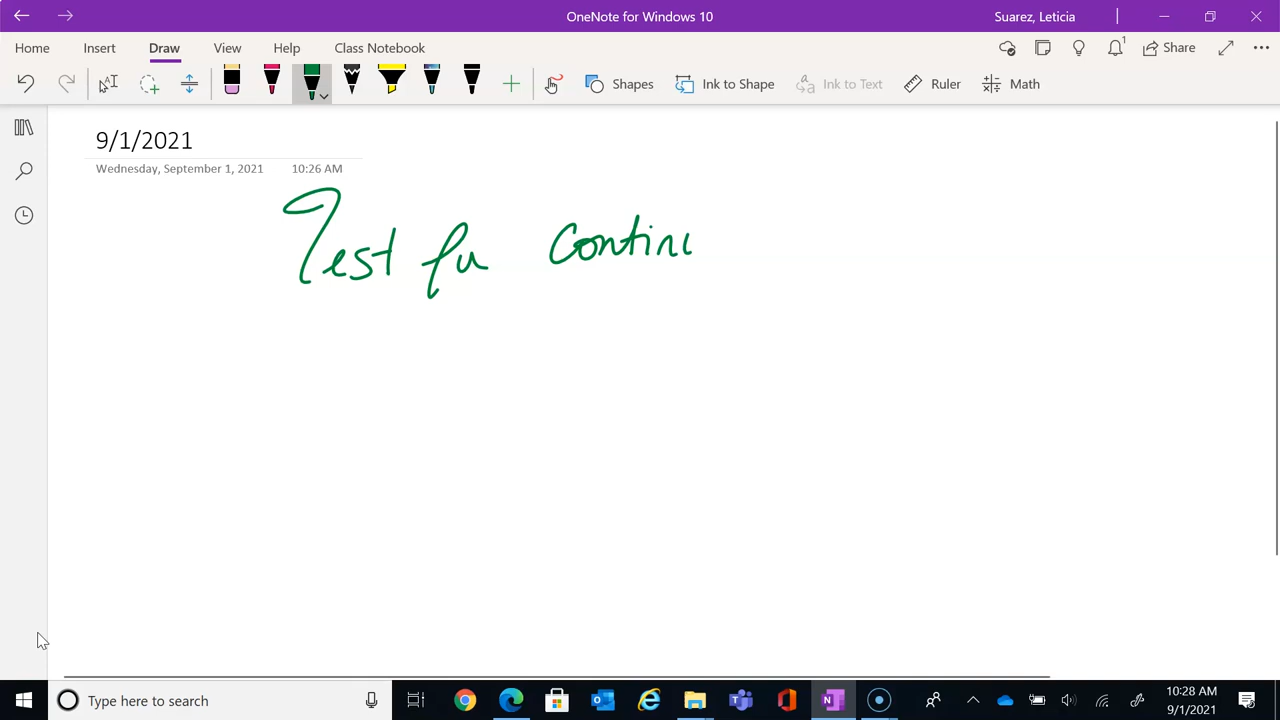 OneNote for Windows 10
Suarez, Leticia
Home Insert Draw View Help Class Notebook
1 Share
Shapes Ink to Shape Ink to Text Ruler Math
9/1/2021
Wednesday, September 1, 2021 10:26 AM
Test for contin
Type here to search
10:28 AM
9/1/2021